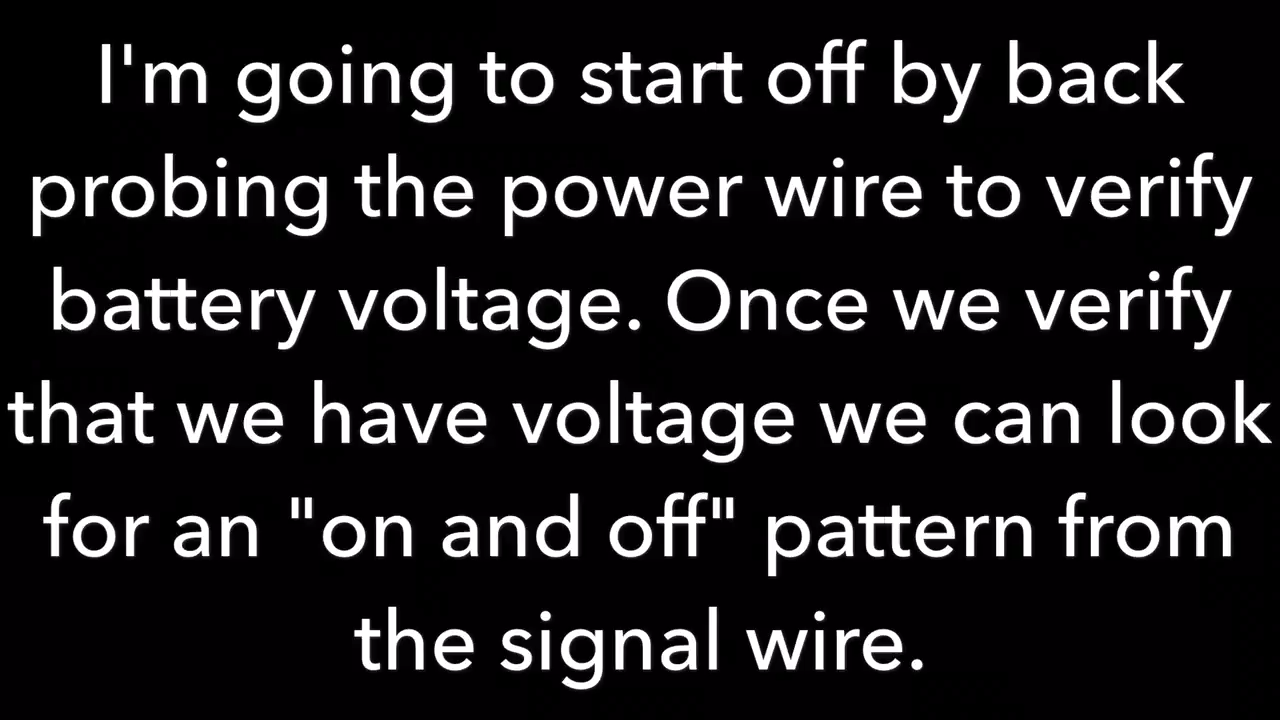 I'm going to start off by back
probing the power wire to verify
battery voltage. Once we verify
that we have voltage we can look
for an "on and off" pattern from
the signal wire.